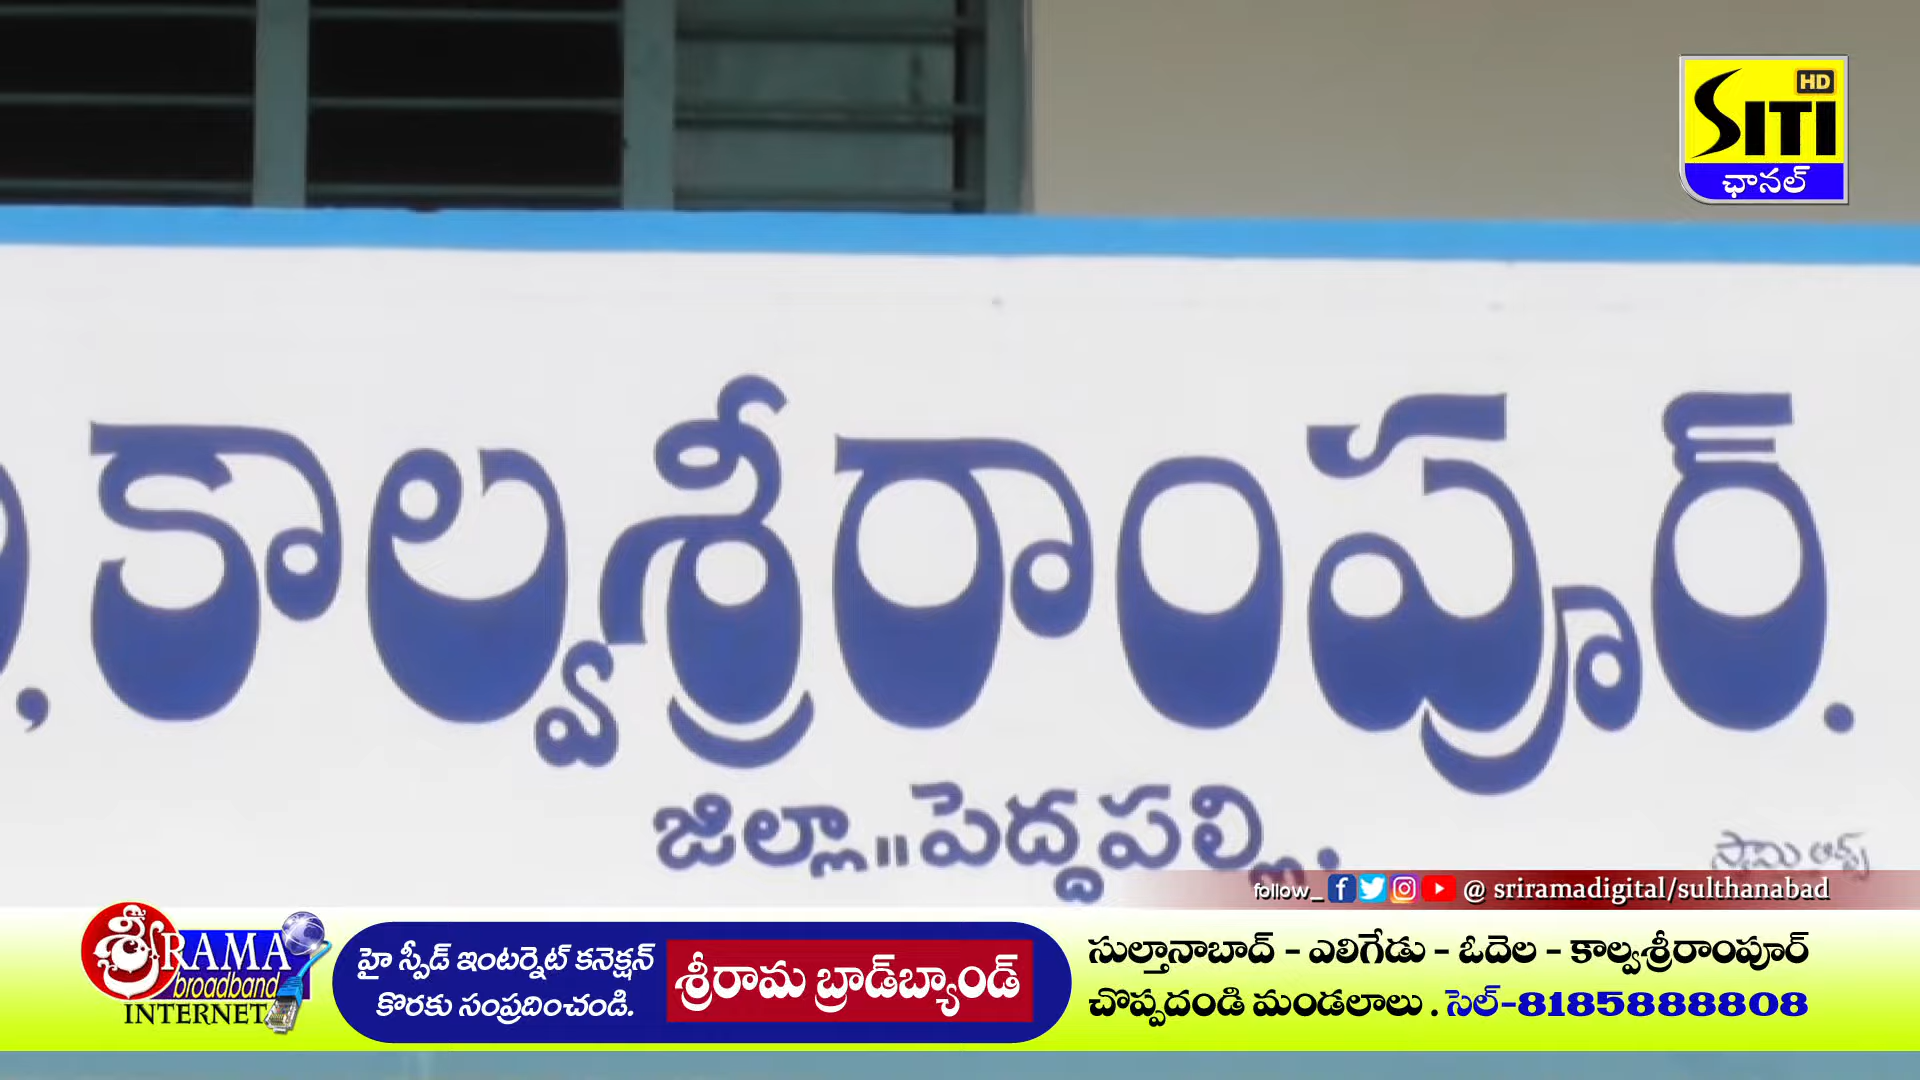 HD
SITI
ఛానల్
కాల్వశ్రీరాంపూర్.
జిల్లా॥పెద్దపల్లి.
స్వామి ఆర్ట్స్
follow_ @ sriramadigital/sulthanabad
శ్రీRAMA
broadband
INTERNET
హై స్పీడ్ ఇంటర్నెట్ కనెక్షన్
కొరకు సంప్రదించండి.
శ్రీరామ బ్రాడ్‌బ్యాండ్
సుల్తానాబాద్ - ఎలిగేడు - ఓదెల - కాల్వశ్రీరాంపూర్
చొప్పదండి మండలాలు . సెల్-8185888808